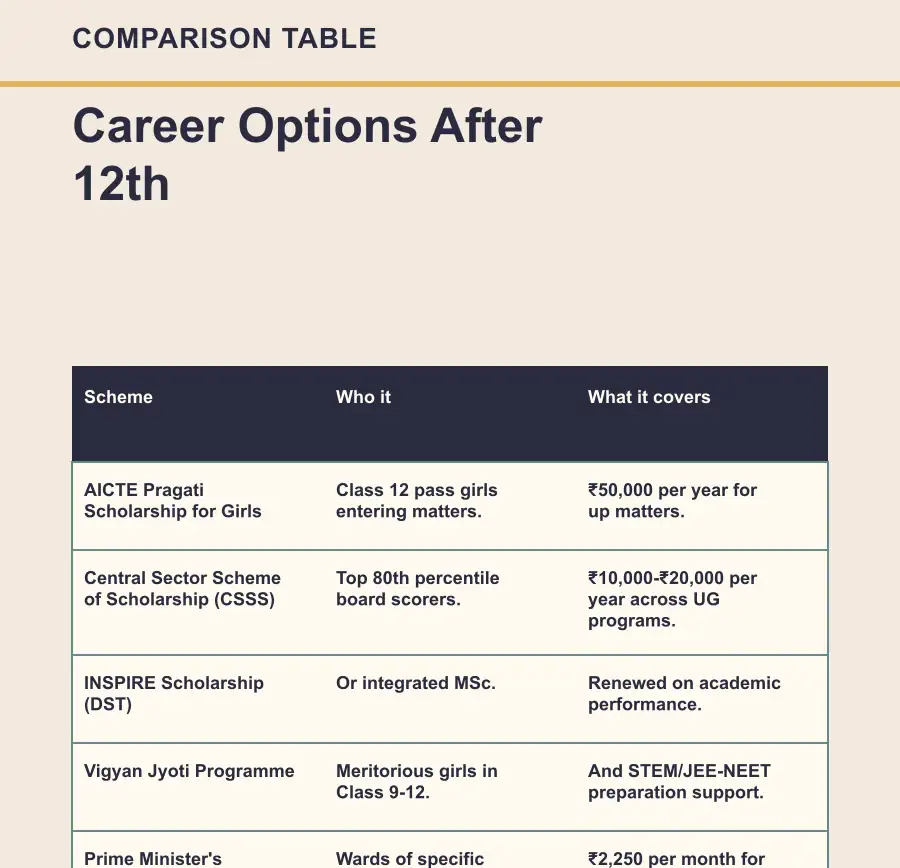 COMPARISON TABLE
Career Options After
12th
Scheme
Who it
What it covers
AICTE Pragati
Scholarship for Girls
Class 12 pass girls
entering matters.
₹50,000 per year for
up matters.
Central Sector Scheme
of Scholarship (CSSS)
Top 80th percentile
board scorers.
₹10,000-₹20,000 per
year across UG
programs.
INSPIRE Scholarship
(DST)
Or integrated MSc.
Renewed on academic
performance.
Vigyan Jyoti Programme
Meritorious girls in
Class 9-12.
And STEM/JEE-NEET
preparation support.
Prime Minister's
Wards of specific
₹2,250 per month for